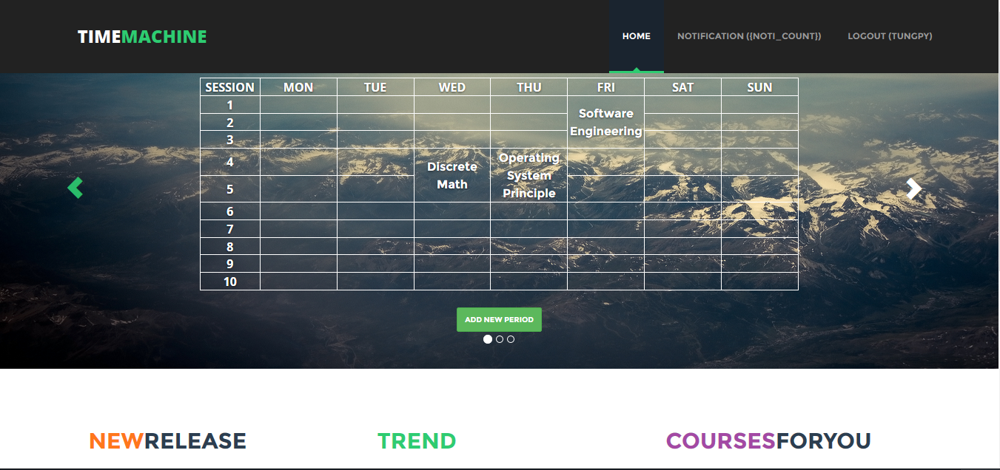 TIMEMACHINE
HOME NOTIFICATION ({NOTI_COUNT}) LOGOUT (TUNGPY)
SESSION MON TUE WED THU FRI SAT SUN
1
2
3
Software
Engineering
4
5
Discrete
Math
Operating
System
Principle
6
7
8
9
10
ADD NEW PERIOD
NEWRELEASE
TREND
COURSESFORYOU